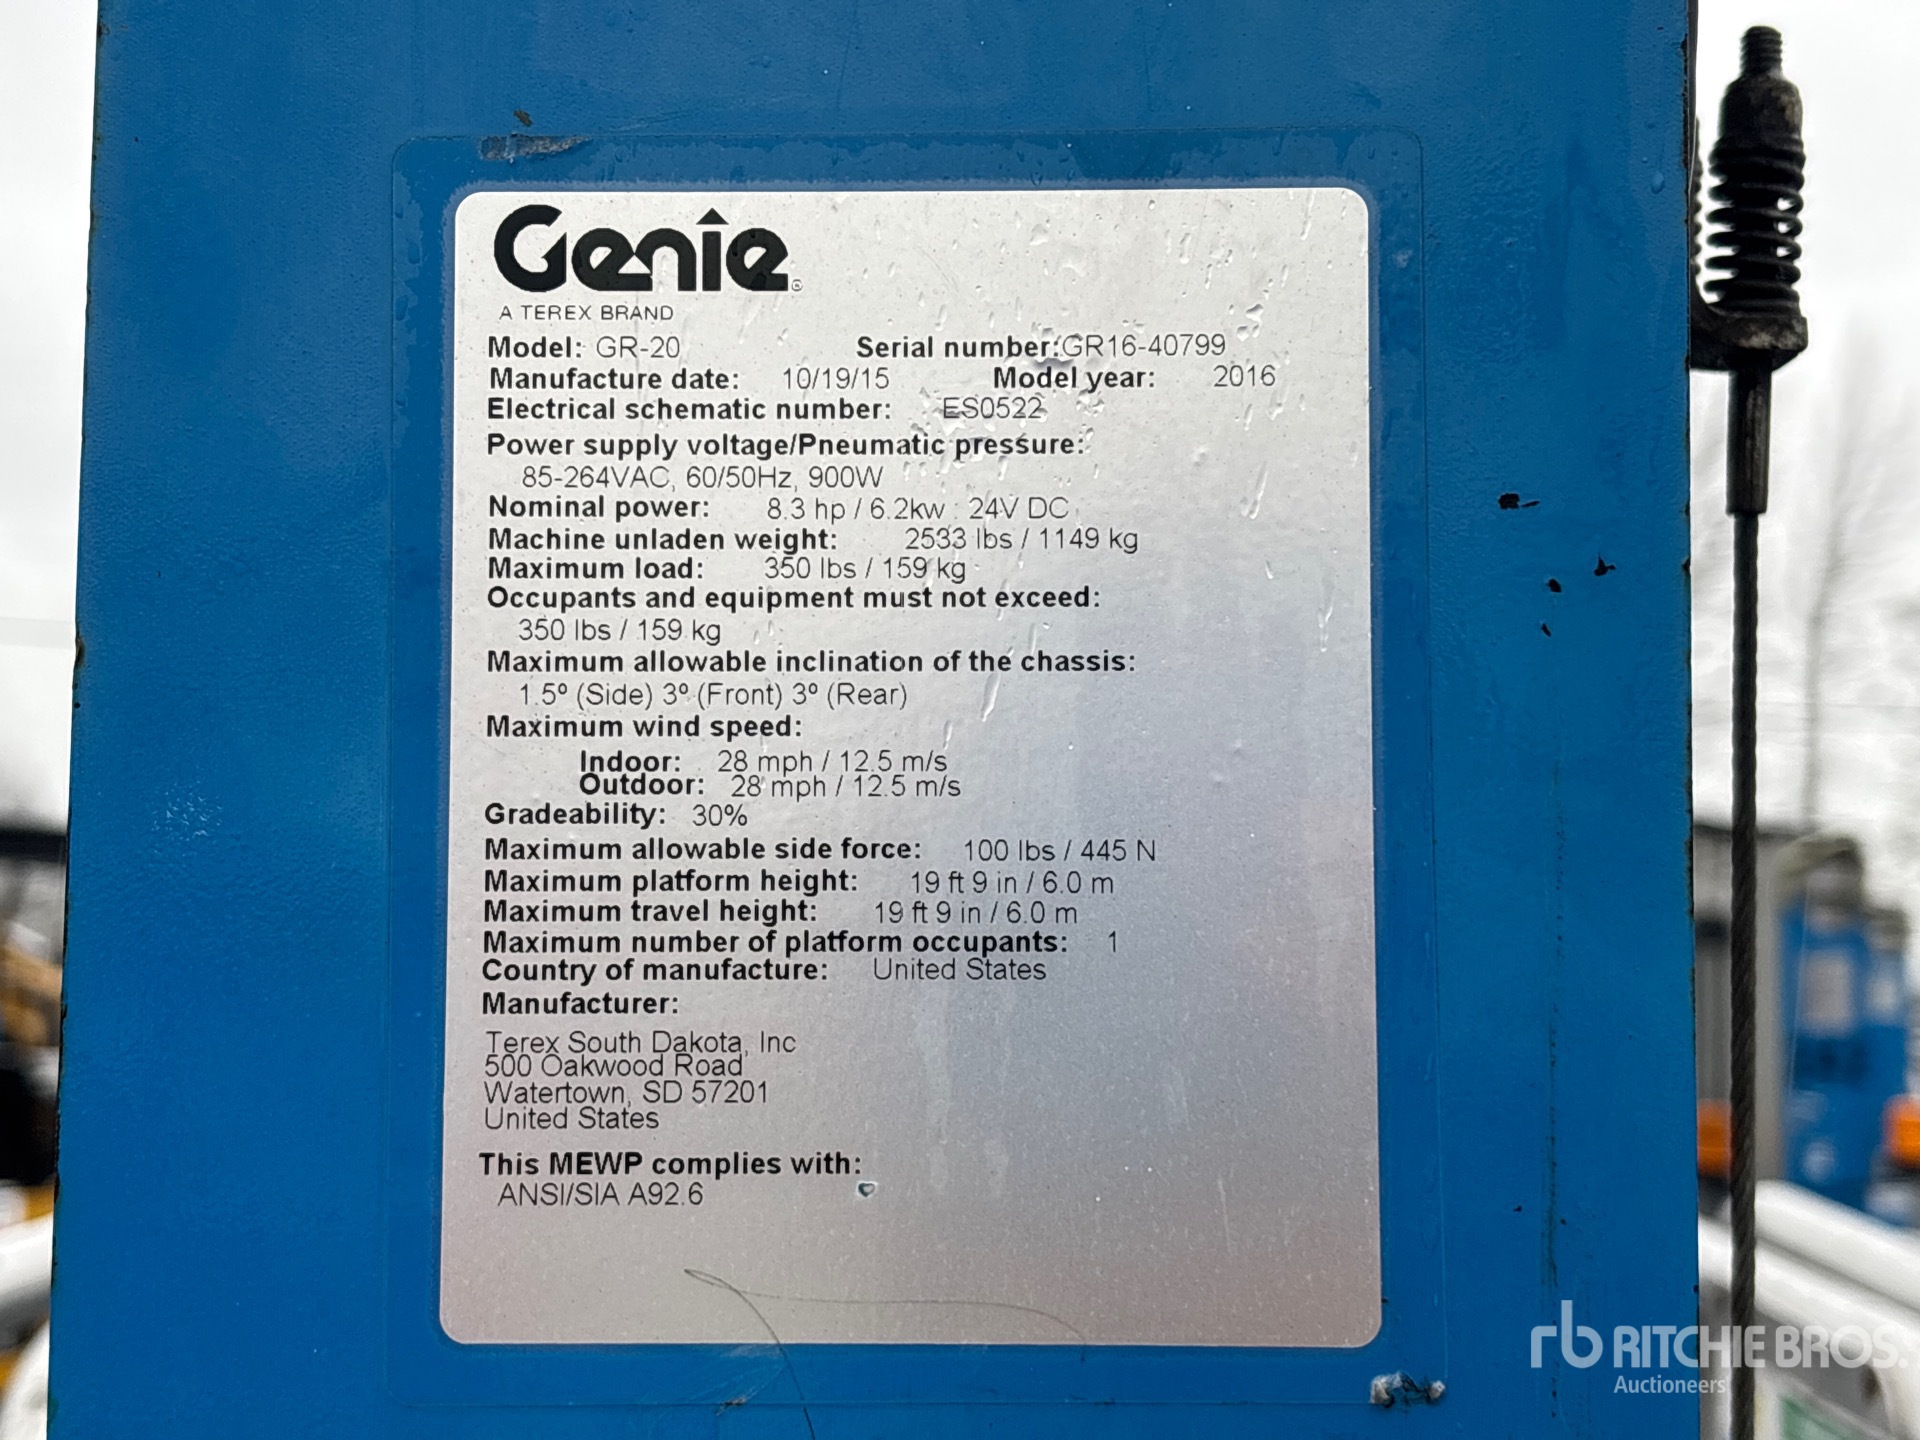 Genie
A TEREX BRAND
Model: GR-20 Serial number: GR16-40799
Manufacture date: 10/19/15 Model year: 2016
Electrical schematic number: ES0522
Power supply voltage/Pneumatic pressure:
85-264VAC, 60/50Hz, 900W
Nominal power: 8.3 hp / 6.2kw : 24V DC
Machine unladen weight: 2533 lbs / 1149 kg
Maximum load: 350 lbs / 159 kg
Occupants and equipment must not exceed:
350 lbs / 159 kg
Maximum allowable inclination of the chassis:
1.5º (Side) 3º (Front) 3º (Rear)
Maximum wind speed:
Indoor: 28 mph / 12.5 m/s
Outdoor: 28 mph / 12.5 m/s
Gradeability: 30%
Maximum allowable side force: 100 lbs / 445 N
Maximum platform height: 19 ft 9 in / 6.0 m
Maximum travel height: 19 ft 9 in / 6.0 m
Maximum number of platform occupants: 1
Country of manufacture: United States
Manufacturer:
Terex South Dakota, Inc
500 Oakwood Road
Watertown, SD 57201
United States
This MEWP complies with:
ANSI/SIA A92.6
rb RITCHIE BROS.
Auctioneers